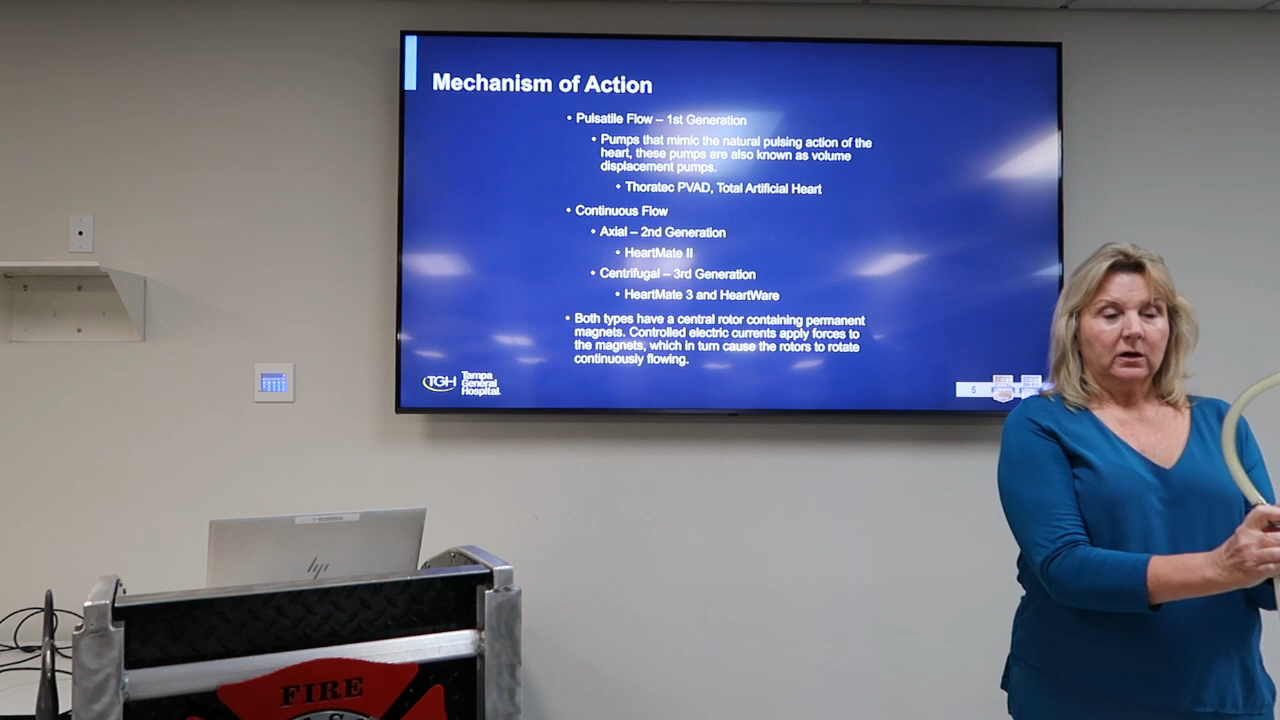 Mechanism of Action
• Pulsatile Flow – 1st Generation
• Pumps that mimic the natural pulsing action of the
heart, these pumps are also known as volume
displacement pumps.
• Thoratec PVAD, Total Artificial Heart
• Continuous Flow
• Axial – 2nd Generation
• HeartMate II
• Centrifugal – 3rd Generation
• HeartMate 3 and HeartWare
• Both types have a central rotor containing permanent
magnets. Controlled electric currents apply forces to
the magnets, which in turn cause the rotors to rotate
continuously flowing.
TGH
Tampa
General
Hospital.
5
hp
FIRE